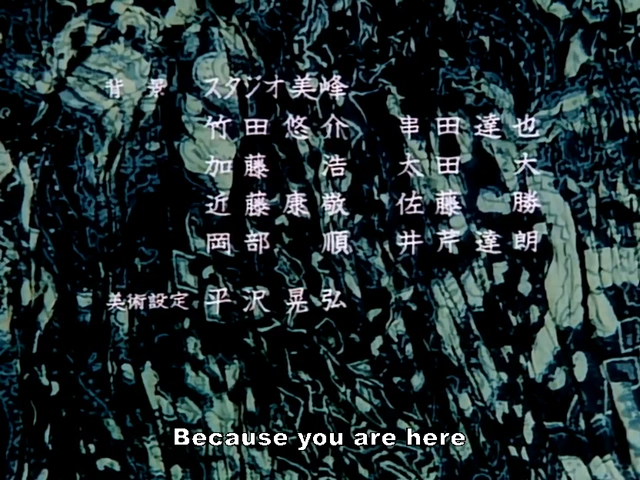 背景 スタジオ美峰
竹田悠介 串田達也
加藤浩 太田大
近藤康敬 佐藤勝
岡部順 井芹達朗
美術設定 平沢晃弘
Because you are here